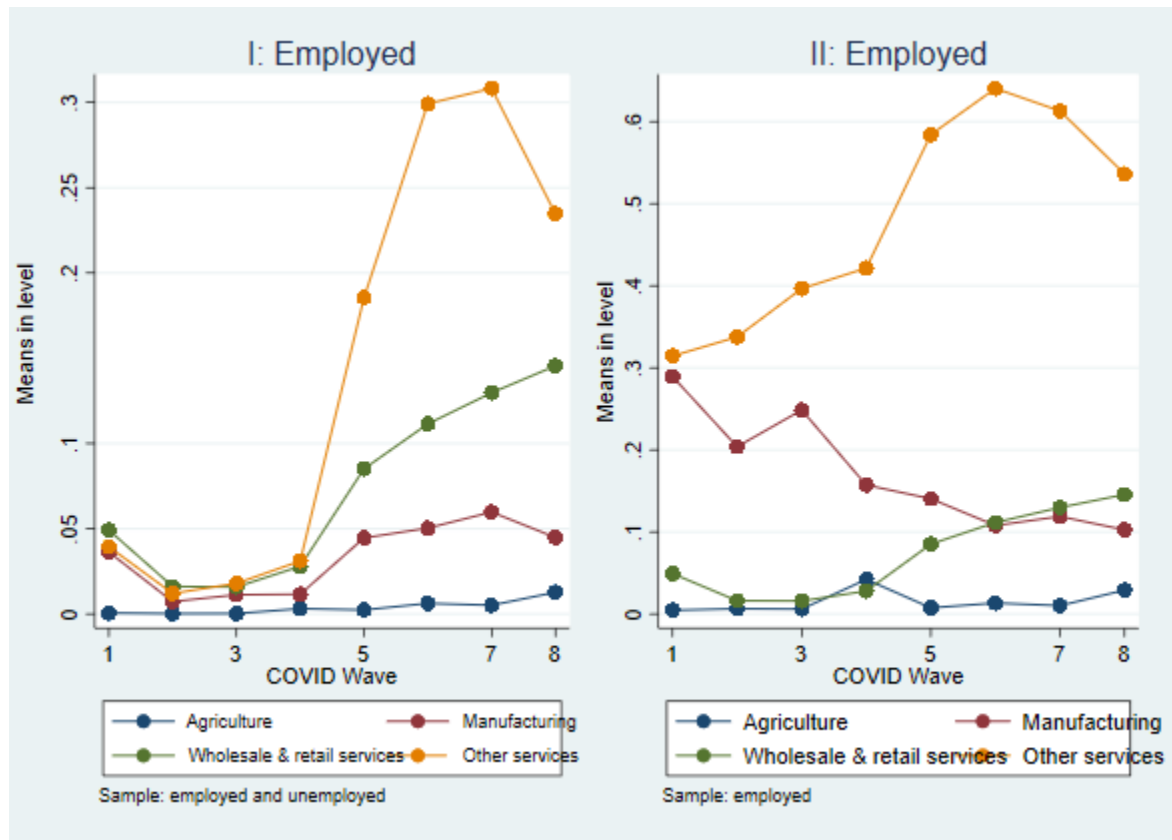 I: Employed
.3
.25
.2
.1
.05
0
Means in level
1 3 5 7 8
COVID Wave
Agriculture Manufacturing
Wholesale & retail services Other services
Sample: employed and unemployed
II: Employed
.6
.5
.4
.3
.2
.1
0
Means in level
1 3 5 7 8
COVID Wave
Agriculture Manufacturing
Wholesale & retail services Other services
Sample: employed